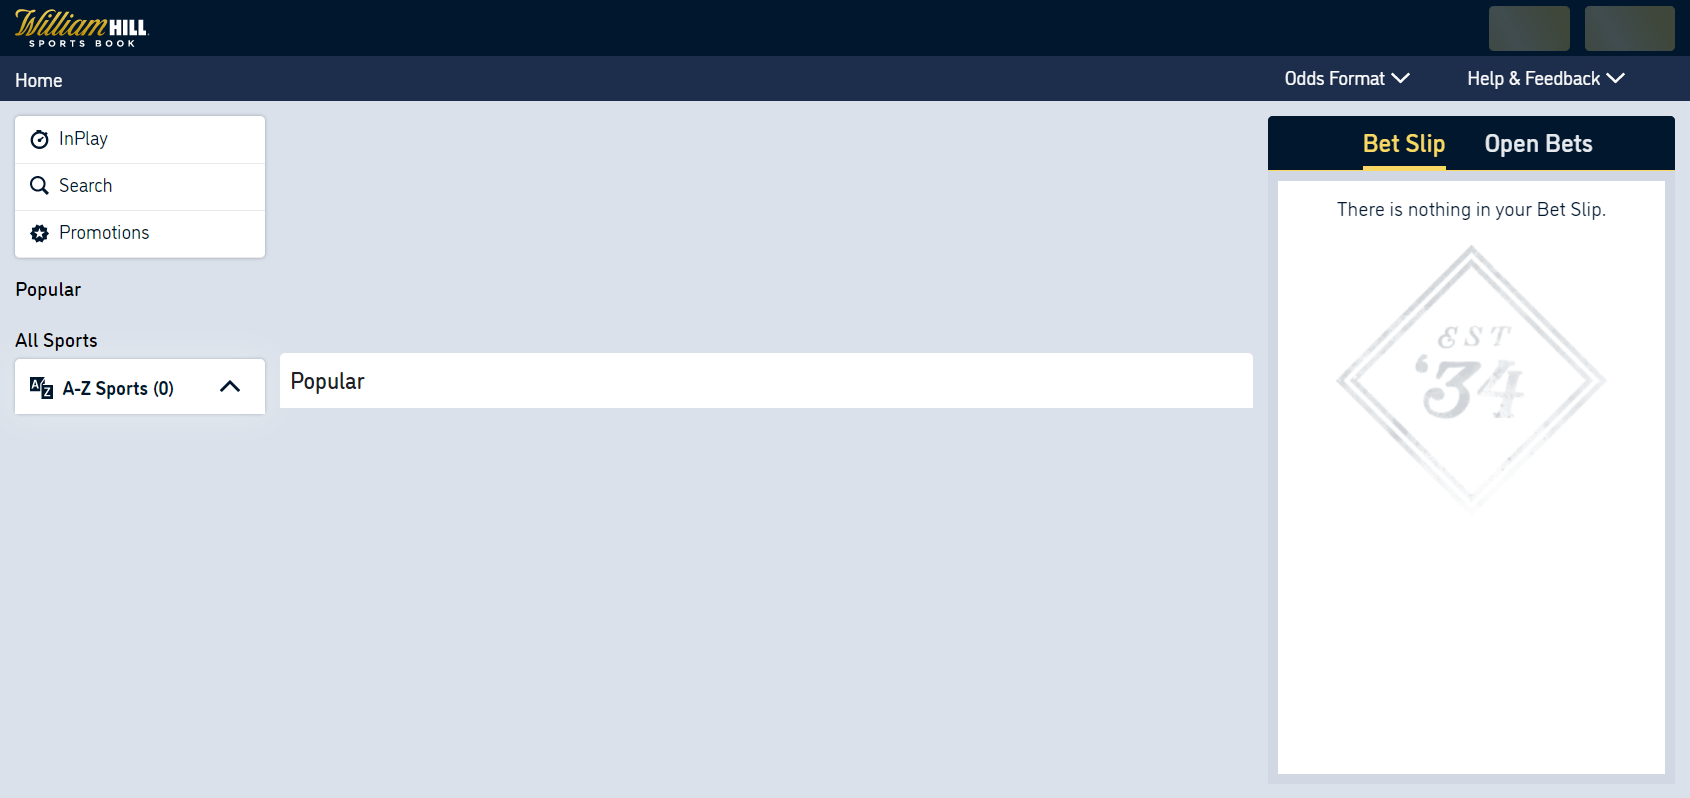 William HILL
SPORTS BOOK
Home
Odds Format
Help & Feedback
InPlay
Search
Promotions
Popular
All Sports
A-Z Sports (0)
Popular
Bet Slip
Open Bets
There is nothing in your Bet Slip.
EST
‘34